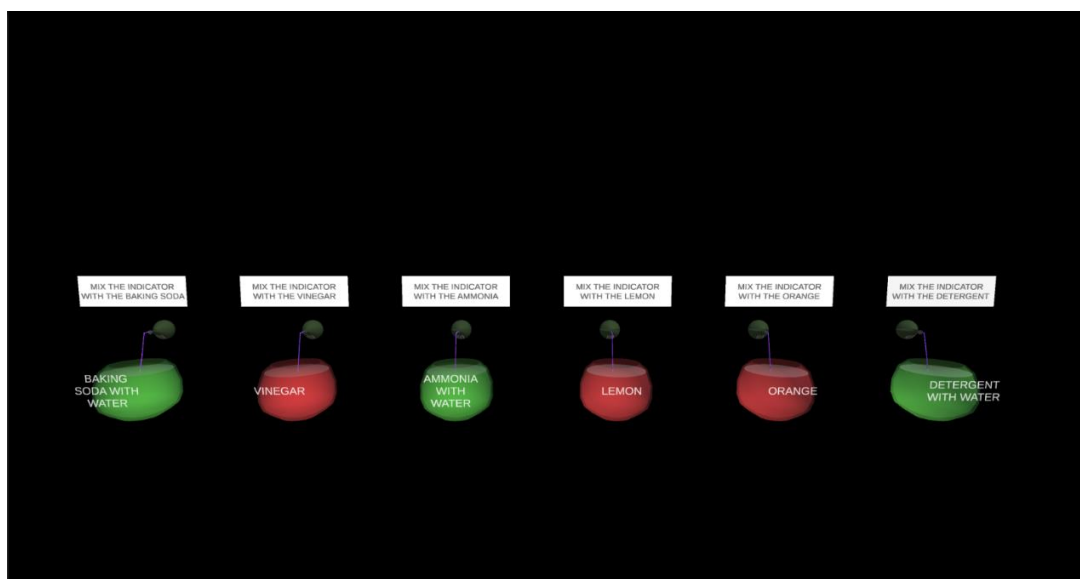 MIX THE INDICATOR
WITH THE BAKING SODA
MIX THE INDICATOR
WITH THE VINEGAR
MIX THE INDICATOR
WITH THE AMMONIA
MIX THE INDICATOR
WITH THE LEMON
MIX THE INDICATOR
WITH THE ORANGE
MIX THE INDICATOR
WITH THE DETERGENT
BAKING
SODA WITH
WATER
VINEGAR
AMMONIA
WITH
WATER
LEMON
ORANGE
DETERGENT
WITH WATER